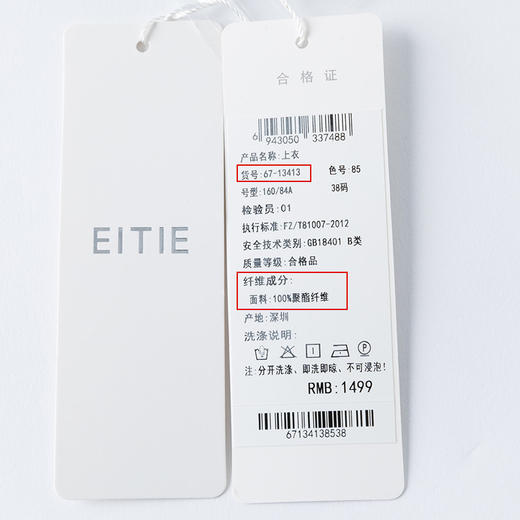 EITIE
合格证
6 943050 337488
产品名称:上衣
货号:67-13413 色号:85
号型:160/84A 38码
检验员:01
执行标准:FZ/T81007-2012
安全技术类别:GB18401 B类
质量等级:合格品
纤维成分:
面料:100%聚酯纤维
产地:深圳
洗涤说明:
P
注:分开洗涤、即洗即晾、不可浸泡!
RMB:1499
67134138538